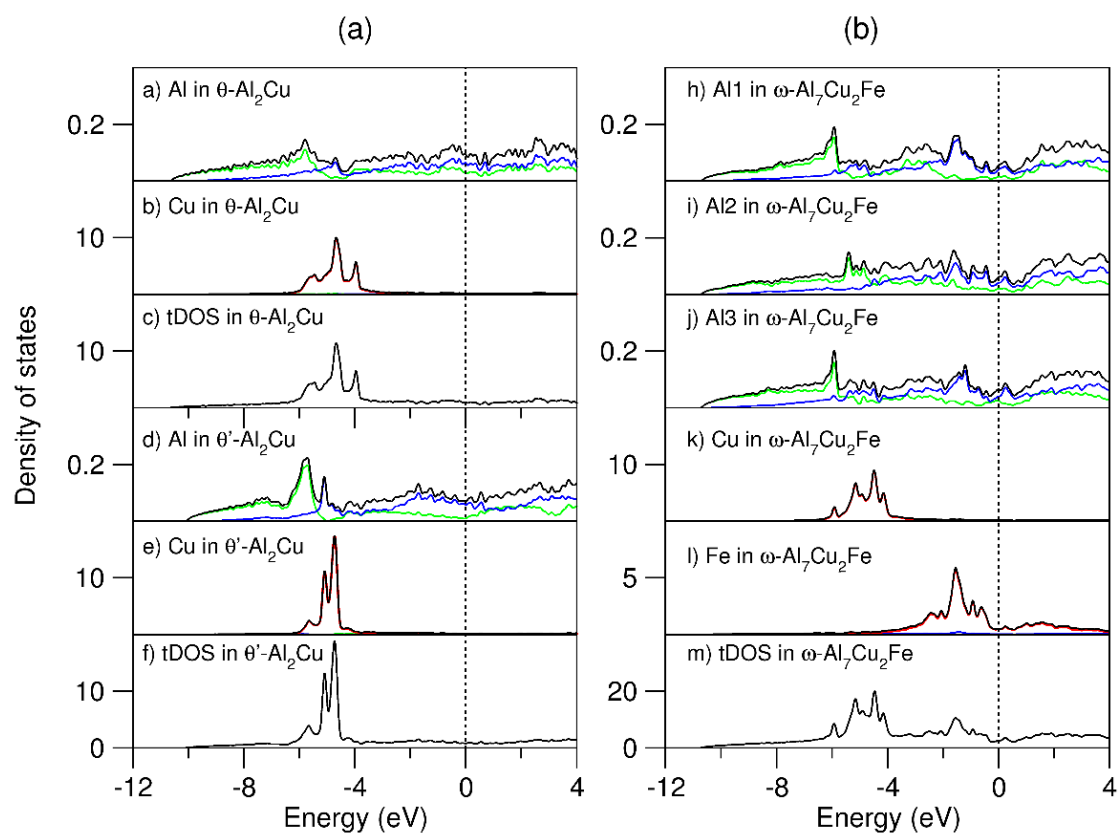 (a)
(b)
Density of states
a) Al in θ-Al₂Cu
0.2
b) Cu in θ-Al₂Cu
10
c) tDOS in θ-Al₂Cu
10
d) Al in θ’-Al₂Cu
0.2
e) Cu in θ’-Al₂Cu
10
f) tDOS in θ’-Al₂Cu
10
0
-12 -8 -4 0 4
Energy (eV)
h) Al1 in ω-Al₇Cu₂Fe
0.2
i) Al2 in ω-Al₇Cu₂Fe
0.2
j) Al3 in ω-Al₇Cu₂Fe
0.2
k) Cu in ω-Al₇Cu₂Fe
10
l) Fe in ω-Al₇Cu₂Fe
5
m) tDOS in ω-Al₇Cu₂Fe
20
0
-12 -8 -4 0 4
Energy (eV)